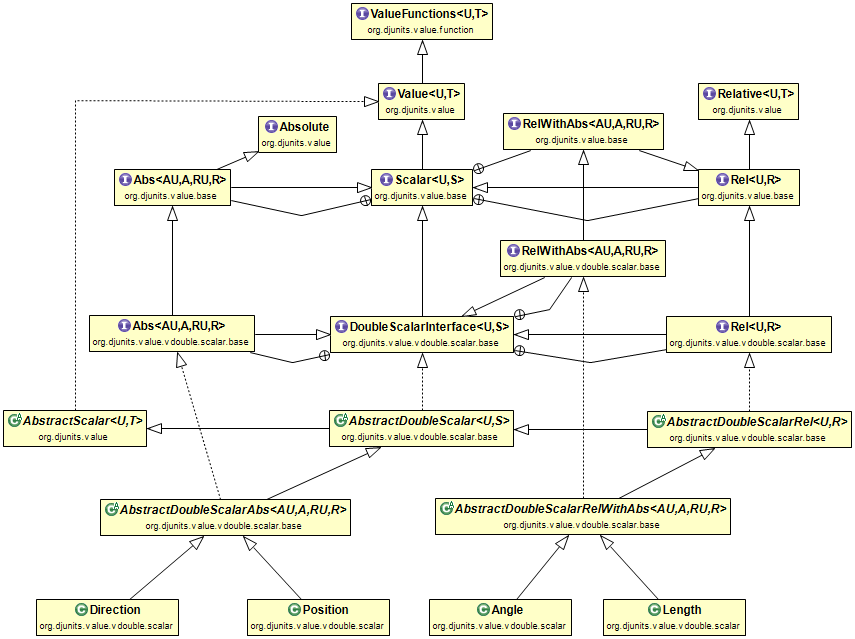 ValueFunctions<U,T>
org.djunits.value.function
Value<U,T>
org.djunits.value
Relative<U,T>
org.djunits.value
Absolute
org.djunits.value
RelWithAbs<AU,A,RU,R>
org.djunits.value.base
Abs<AU,A,RU,R>
org.djunits.value.base
Scalar<U,S>
org.djunits.value.base
Rel<U,R>
org.djunits.value.base
RelWithAbs<AU,A,RU,R>
org.djunits.value.vdouble.scalar.base
Abs<AU,A,RU,R>
org.djunits.value.vdouble.scalar.base
DoubleScalarInterface<U,S>
org.djunits.value.vdouble.scalar.base
Rel<U,R>
org.djunits.value.vdouble.scalar.base
AbstractScalar<U,T>
org.djunits.value
AbstractDoubleScalar<U,S>
org.djunits.value.vdouble.scalar.base
AbstractDoubleScalarRel<U,R>
org.djunits.value.vdouble.scalar.base
AbstractDoubleScalarAbs<AU,A,RU,R>
org.djunits.value.vdouble.scalar.base
AbstractDoubleScalarRelWithAbs<AU,A,RU,R>
org.djunits.value.vdouble.scalar.base
Direction
org.djunits.value.vdouble.scalar
Position
org.djunits.value.vdouble.scalar
Angle
org.djunits.value.vdouble.scalar
Length
org.djunits.value.vdouble.scalar